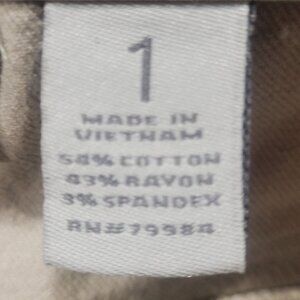 1
MADE IN
VIETNAM
54% COTTON
43% RAYON
3% SPANDEX
RN# 79984